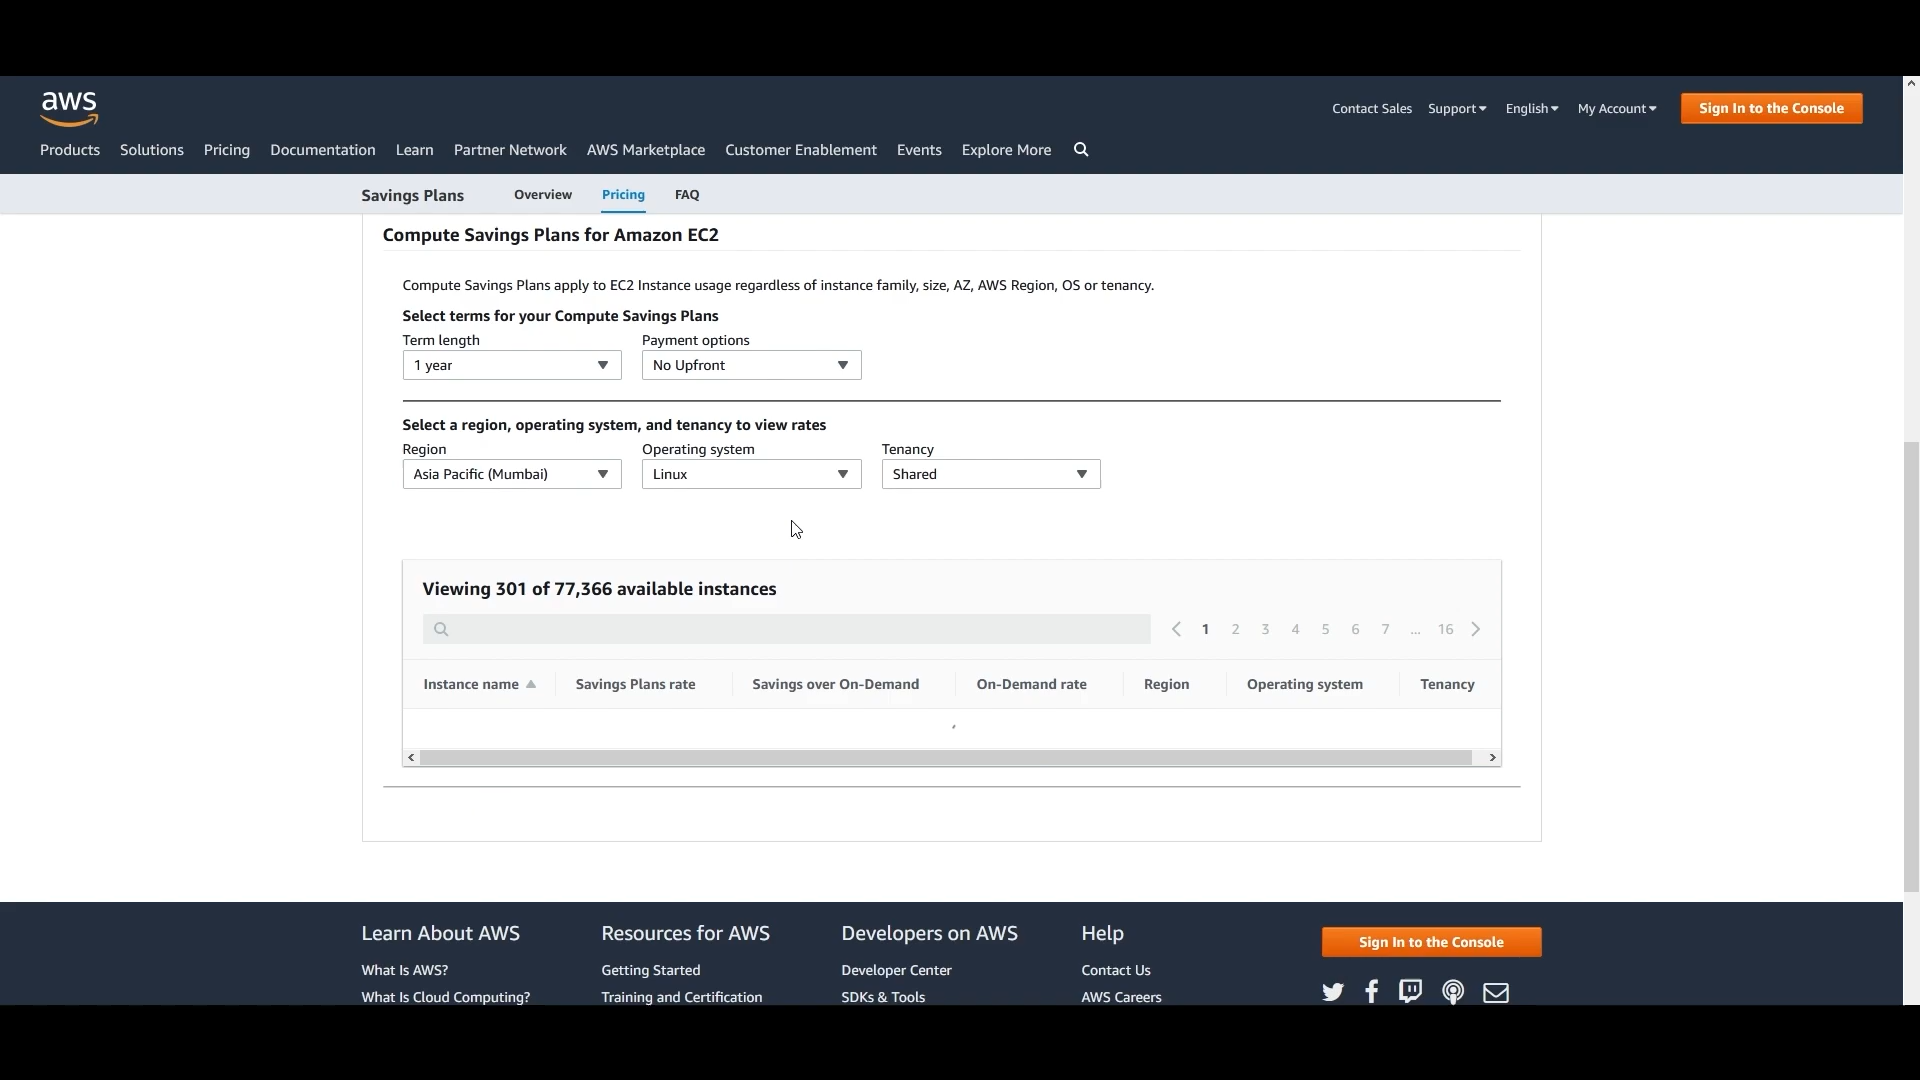 aws
Contact Sales Support English My Account Sign In to the Console
Products Solutions Pricing Documentation Learn Partner Network AWS Marketplace Customer Enablement Events Explore More
Savings Plans Overview Pricing FAQ
Compute Savings Plans for Amazon EC2
Compute Savings Plans apply to EC2 Instance usage regardless of instance family, size, AZ, AWS Region, OS or tenancy.
Select terms for your Compute Savings Plans
Term length Payment options
1 year No Upfront
Select a region, operating system, and tenancy to view rates
Region Operating system Tenancy
Asia Pacific (Mumbai) Linux Shared
Viewing 301 of 77,366 available instances
1 2 3 4 5 6 7 ... 16
Instance name Savings Plans rate Savings over On-Demand On-Demand rate Region Operating system Tenancy
Learn About AWS Resources for AWS Developers on AWS Help Sign In to the Console
What Is AWS? Getting Started Developer Center Contact Us
What Is Cloud Computing? Training and Certification SDKs & Tools AWS Careers